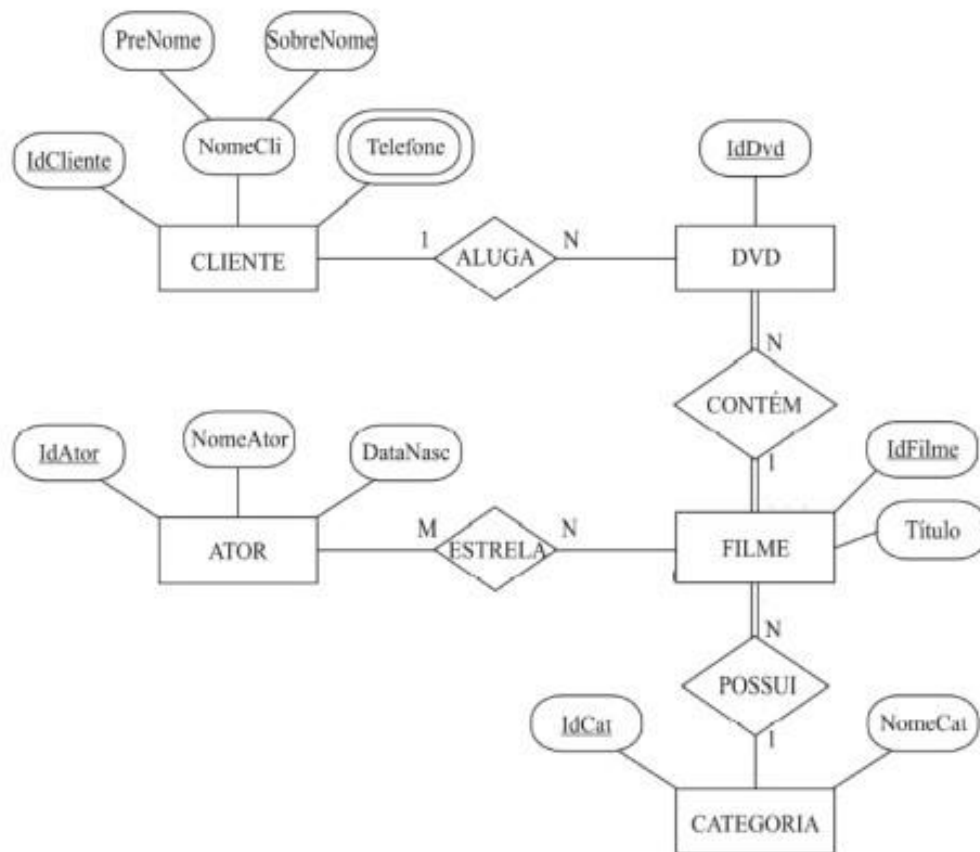 PreNome
SobreNome
IdCliente
NomeCli
Telefone
IdDvd
CLIENTE
1
ALUGA
N
DVD
N
CONTÉM
1
IdAtor
NomeAtor
DataNasc
IdFilme
Título
ATOR
M
ESTRELA
N
FILME
N
POSSUI
1
IdCat
NomeCat
CATEGORIA